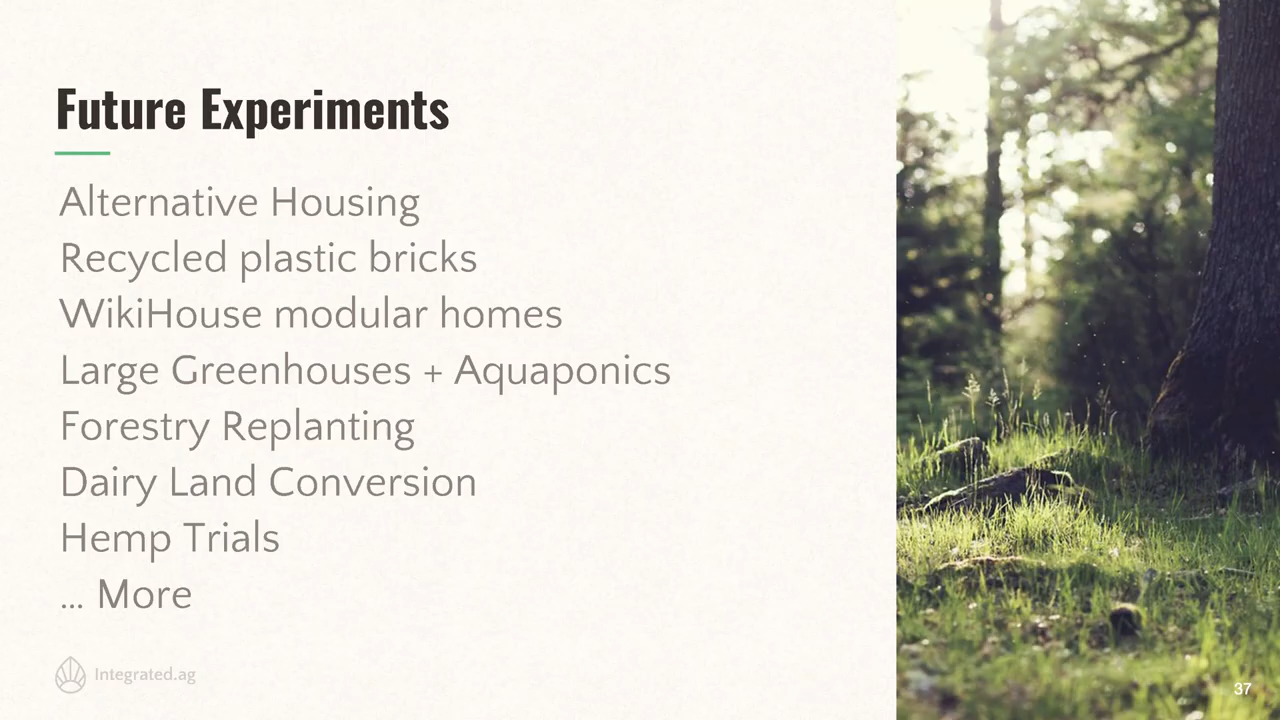 Future Experiments
Alternative Housing
Recycled plastic bricks
WikiHouse modular homes
Large Greenhouses + Aquaponics
Forestry Replanting
Dairy Land Conversion
Hemp Trials
... More
Integrated.ag
37